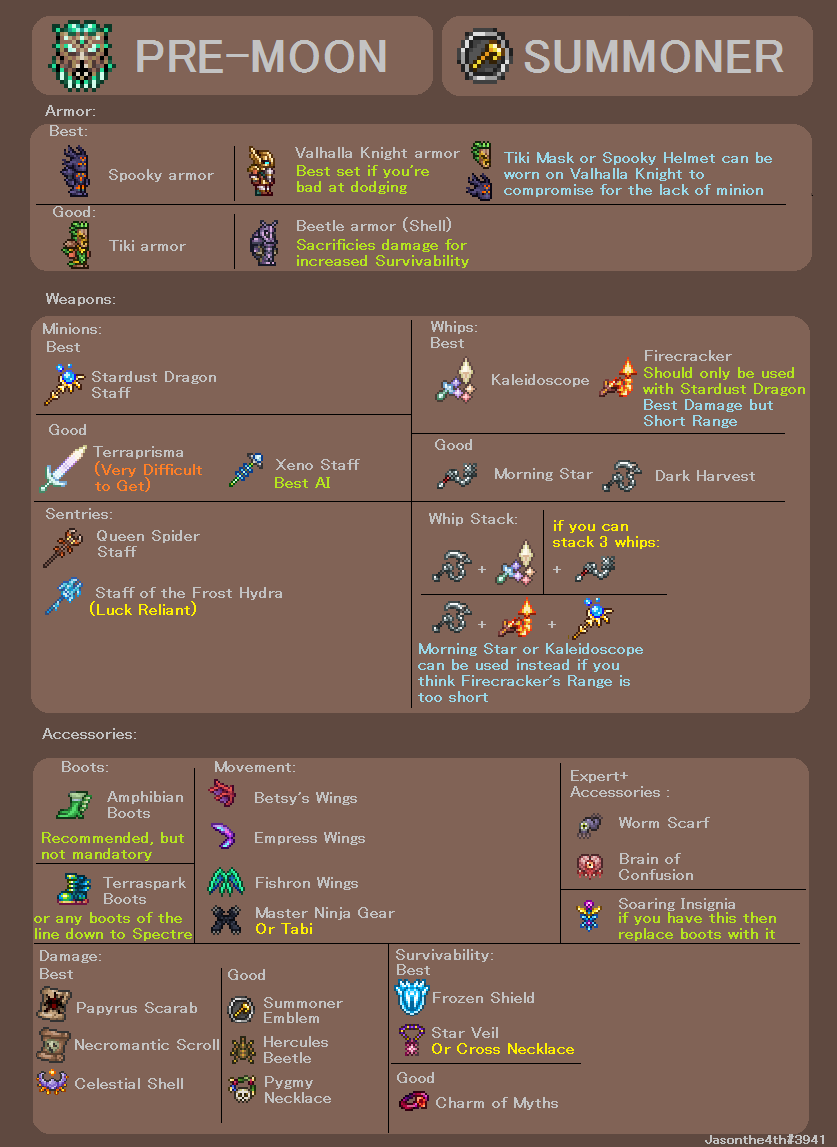 PRE-MOON
SUMMONER
Armor:
Best:
Spooky armor
Valhalla Knight armor
Best set if you're
bad at dodging
Tiki Mask or Spooky Helmet can be
worn on Valhalla Knight to
compromise for the lack of minion
Good:
Tiki armor
Beetle armor (Shell)
Sacrificies damage for
increased Survivability
Weapons:
Minions:
Best
Stardust Dragon
Staff
Good
Terraprisma
(Very Difficult
to Get)
Xeno Staff
Best AI
Sentries:
Queen Spider
Staff
Staff of the Frost Hydra
(Luck Reliant)
Whips:
Best
Kaleidoscope
Firecracker
Should only be used
with Stardust Dragon
Best Damage but
Short Range
Good
Morning Star
Dark Harvest
Whip Stack:
if you can
stack 3 whips:
+
+
+
+
Morning Star or Kaleidoscope
can be used instead if you
think Firecracker's Range is
too short
Accessories:
Boots:
Amphibian
Boots
Recommended, but
not mandatory
Terraspark
Boots
or any boots of the
line down to Spectre
Movement:
Betsy's Wings
Empress Wings
Fishron Wings
Master Ninja Gear
Or Tabi
Expert+
Accessories :
Worm Scarf
Brain of
Confusion
Soaring Insignia
if you have this then
replace boots with it
Damage:
Best
Papyrus Scarab
Necromantic Scroll
Celestial Shell
Good
Summoner
Emblem
Hercules
Beetle
Pygmy
Necklace
Survivability:
Best
Frozen Shield
Star Veil
Or Cross Necklace
Good
Charm of Myths
Jasonthe4th#3941